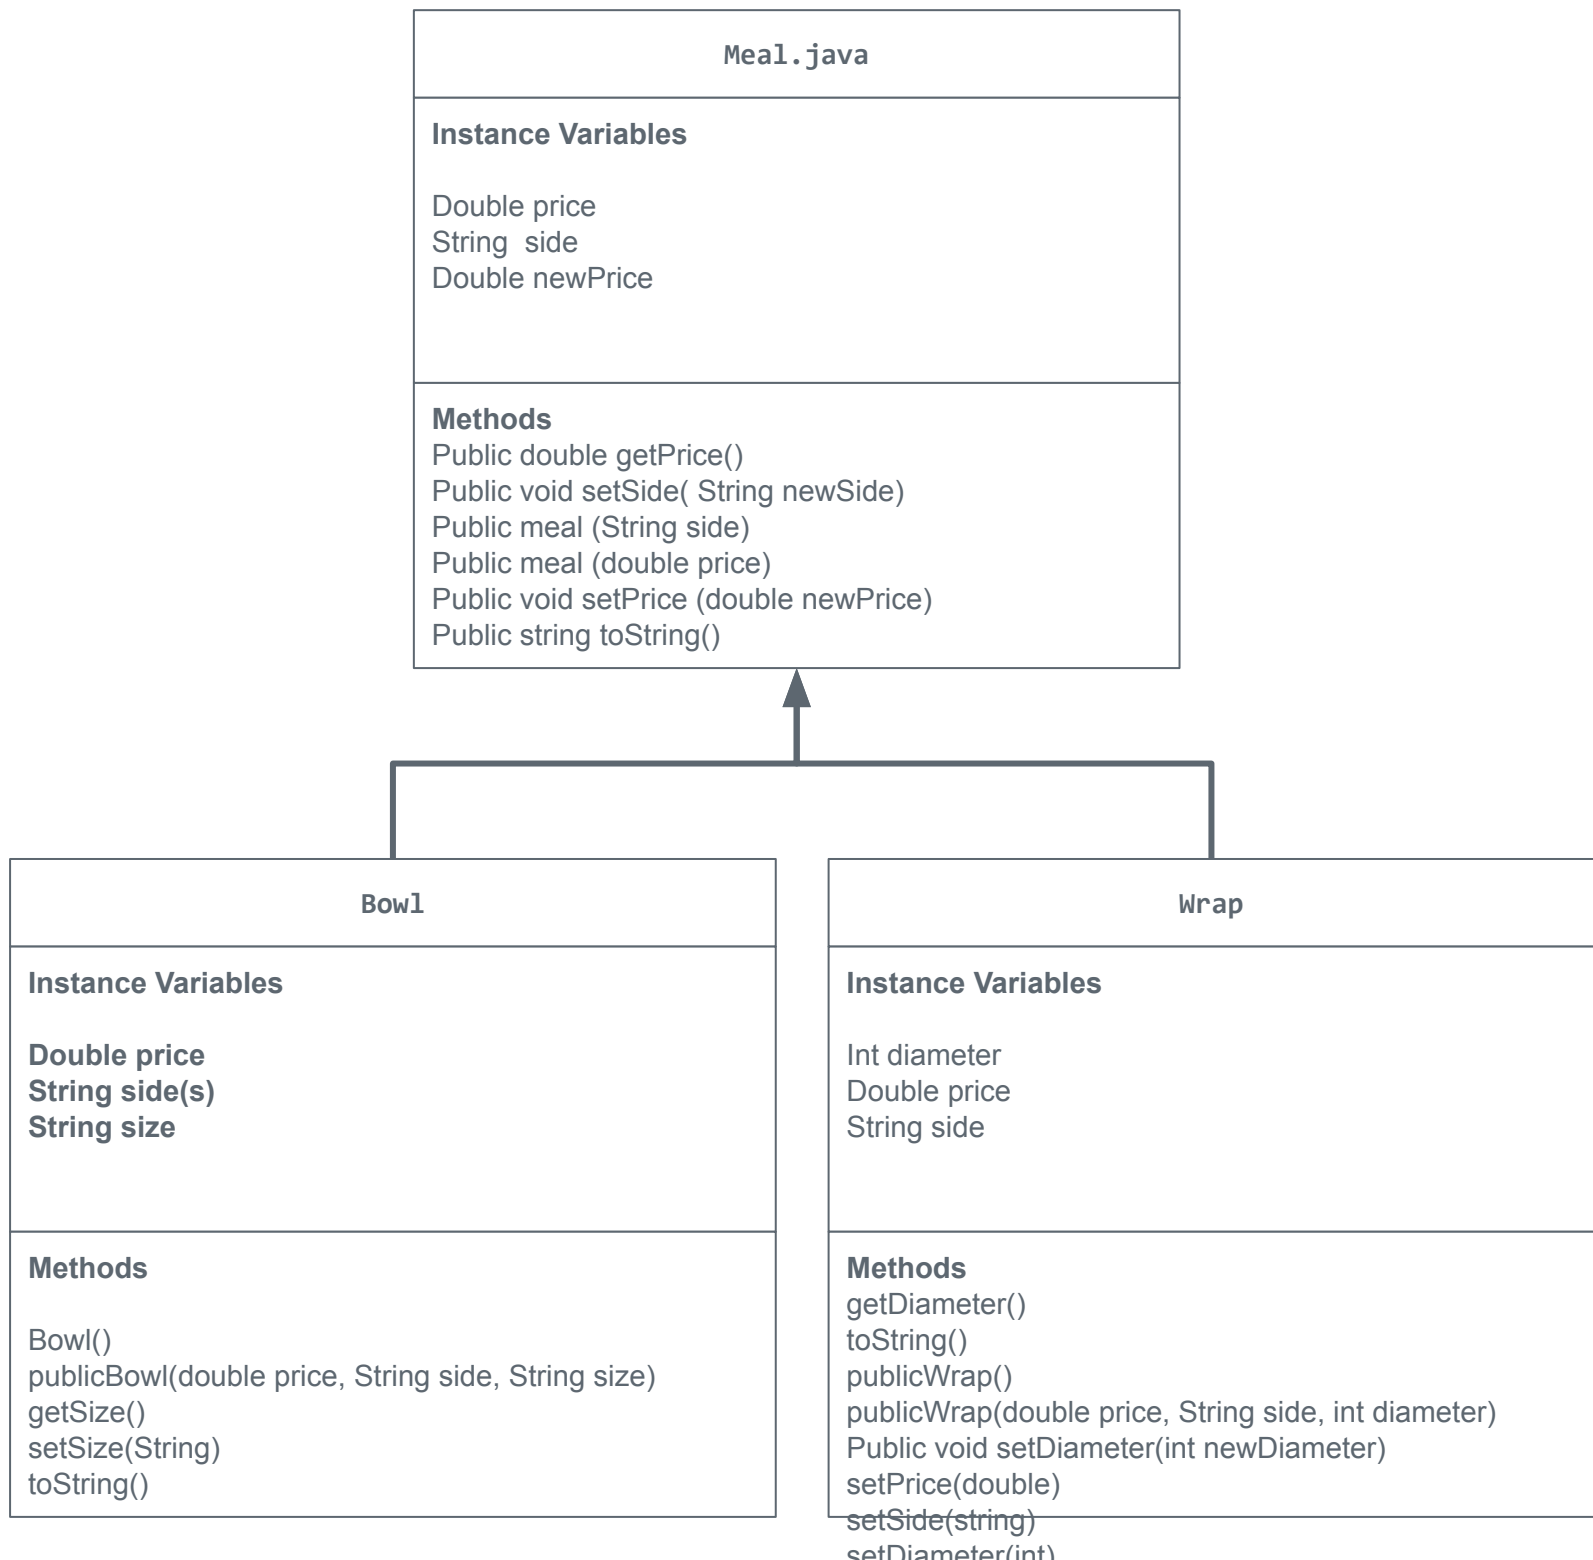 Meal.java
Instance Variables
Double price
String  side
Double newPrice
Methods
Public double getPrice()
Public void setSide( String newSide)
Public meal (String side)
Public meal (double price)
Public void setPrice (double newPrice)
Public string toString()
Bowl
Instance Variables
Double price
String side(s)
String size
Methods
Bowl()
publicBowl(double price, String side, String size)
getSize()
setSize(String)
toString()
Wrap
Instance Variables
Int diameter
Double price
String side
Methods
getDiameter()
toString()
publicWrap()
publicWrap(double price, String side, int diameter)
Public void setDiameter(int newDiameter)
setPrice(double)
setSide(string)
setDiameter(int)